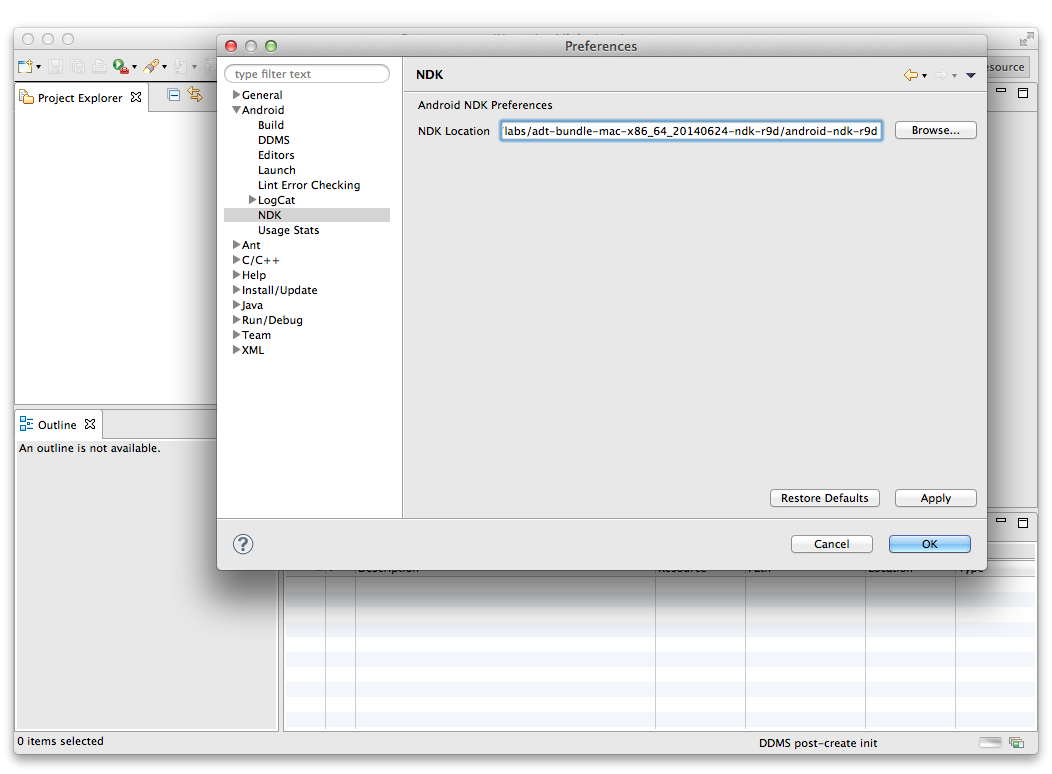 Preferences
type filter text
NDK
source
Project Explorer
General
Android
Build
DDMS
Editors
Launch
Lint Error Checking
LogCat
NDK
Usage Stats
Ant
C/C++
Help
Install/Update
Java
Run/Debug
Team
XML
Android NDK Preferences
NDK Location labs/adt-bundle-mac-x86_64_20140624-ndk-r9d/android-ndk-r9d Browse...
Restore Defaults Apply
? Cancel OK
Outline
An outline is not available.
Description Resource Path Location Type
0 items selected DDMS post-create init